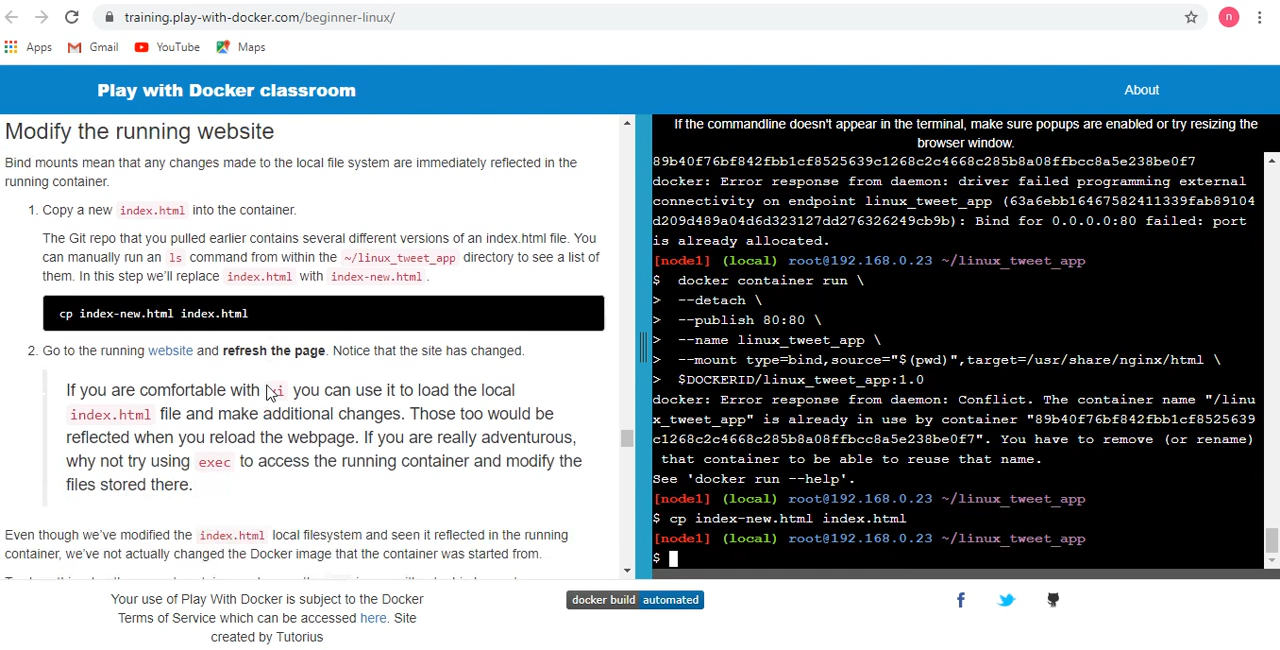 training.play-with-docker.com/beginner-linux/
n
Apps Gmail YouTube Maps
Play with Docker classroom
About
Modify the running website
Bind mounts mean that any changes made to the local file system are immediately reflected in the
running container.
1. Copy a new index.html into the container.
The Git repo that you pulled earlier contains several different versions of an index.html file. You
can manually run an ls command from within the ~/linux_tweet_app directory to see a list of
them. In this step we'll replace index.html with index-new.html.
cp index-new.html index.html
2. Go to the running website and refresh the page. Notice that the site has changed.
If you are comfortable with vi you can use it to load the local
index.html file and make additional changes. Those too would be
reflected when you reload the webpage. If you are really adventurous,
why not try using exec to access the running container and modify the
files stored there.
Even though we've modified the index.html local filesystem and seen it reflected in the running
container, we've not actually changed the Docker image that the container was started from.
If the commandline doesn't appear in the terminal, make sure popups are enabled or try resizing the
browser window.
89b40f76bf842fbb1cf8525639c1268c2c4668c285b8a08ffbcc8a5e238be0f7
docker: Error response from daemon: driver failed programming external
connectivity on endpoint linux_tweet_app (63a6ebb16467582411339fab89104
d209d489a04d6d323127dd276326249cb9b): Bind for 0.0.0.0:80 failed: port
is already allocated.
[node1] (local) root@192.168.0.23 ~/linux_tweet_app
$ docker container run \
> --detach \
> --publish 80:80 \
> --name linux_tweet_app \
> --mount type=bind,source="$(pwd)",target=/usr/share/nginx/html \
> $DOCKERID/linux_tweet_app:1.0
docker: Error response from daemon: Conflict. The container name "/linu
x_tweet_app" is already in use by container "89b40f76bf842fbb1cf8525639
c1268c2c4668c285b8a08ffbcc8a5e238be0f7". You have to remove (or rename)
that container to be able to reuse that name.
See 'docker run --help'.
[node1] (local) root@192.168.0.23 ~/linux_tweet_app
$ cp index-new.html index.html
[node1] (local) root@192.168.0.23 ~/linux_tweet_app
$
Your use of Play With Docker is subject to the Docker
Terms of Service which can be accessed here. Site
created by Tutorius
docker build automated